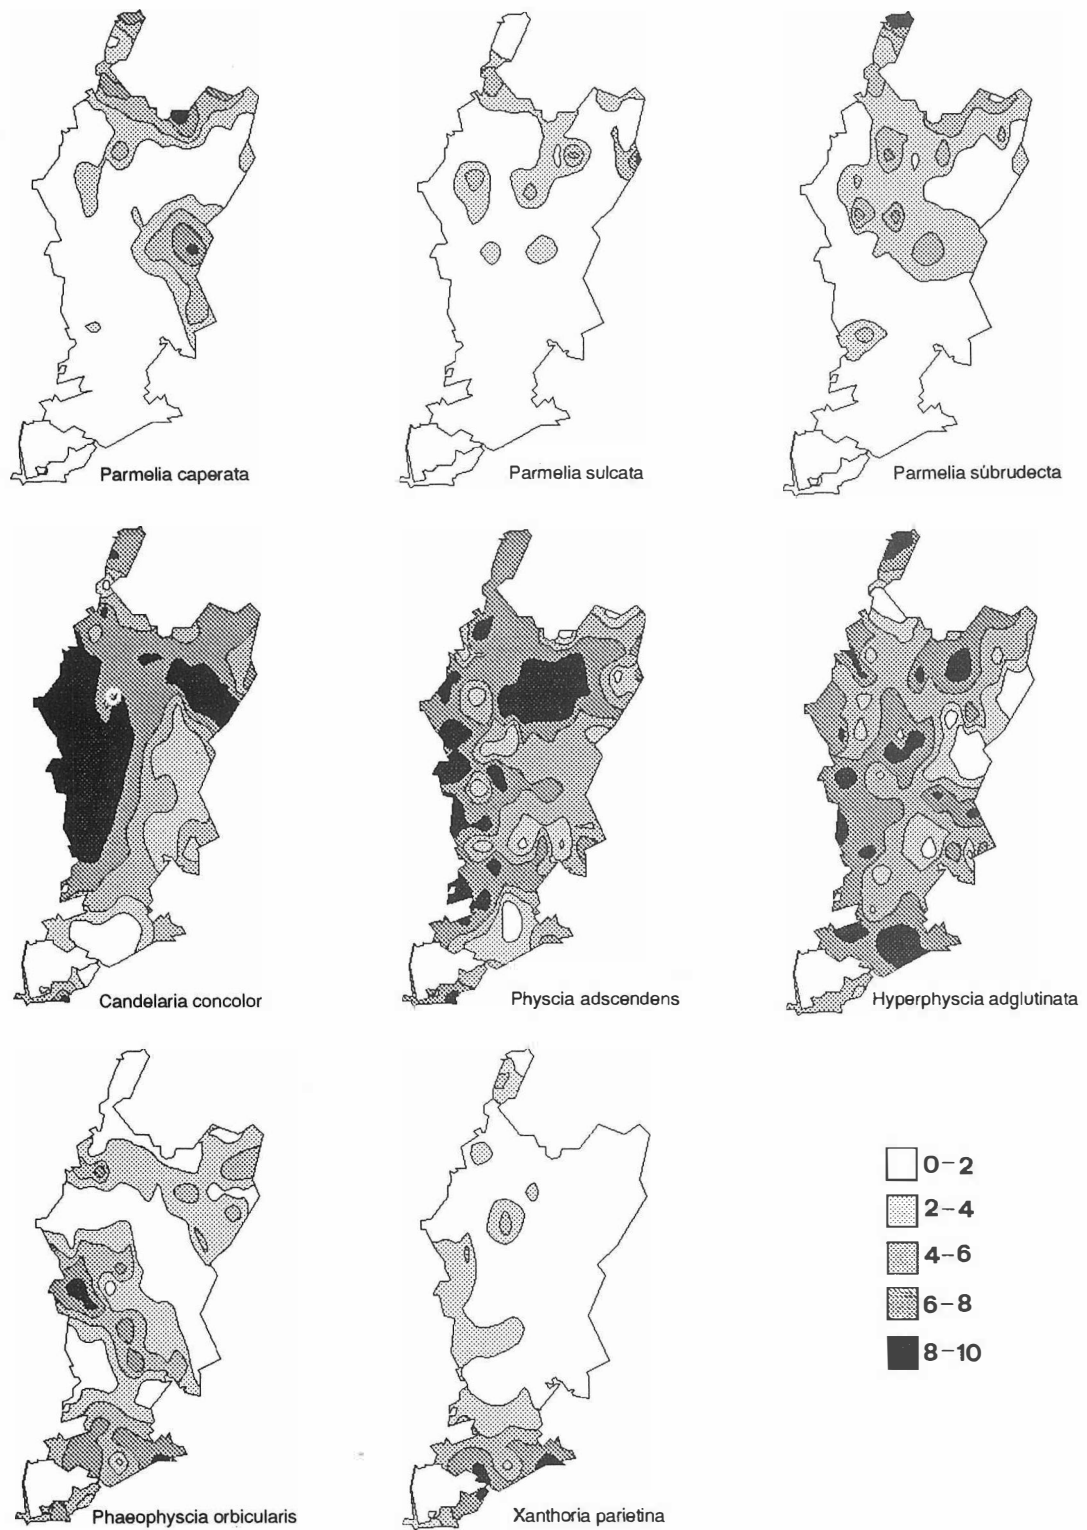 Parmelia caperata
Parmelia sulcata
Parmelia súbrudecta
Candelaria concolor
Physcia adscendens
Hyperphyscia adglutinata
Phaeophyscia orbicularis
Xanthoria parietina
0-2
2-4
4-6
6-8
8-10